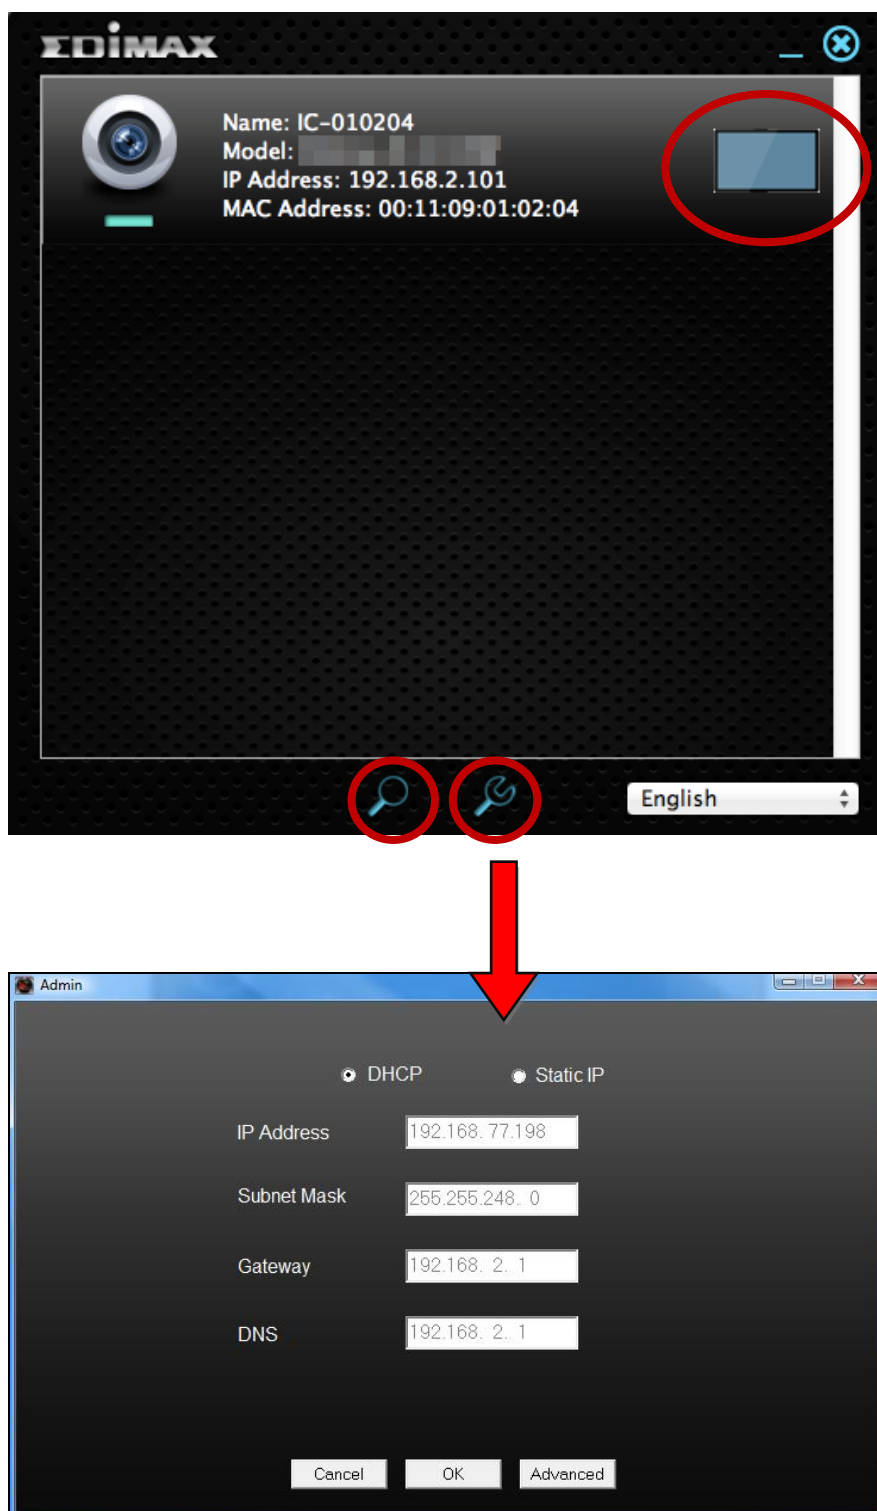 EDiMAX
Name: IC-010204
Model:
IP Address: 192.168.2.101
MAC Address: 00:11:09:01:02:04
English
Admin
DHCP
Static IP
IP Address
192.168. 77.198
Subnet Mask
255.255.248. 0
Gateway
192.168. 2. 1
DNS
192.168. 2. 1
Cancel
OK
Advanced